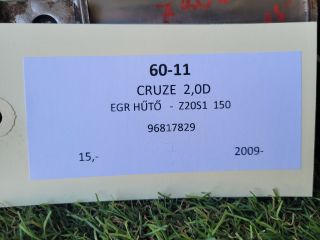 60-11
CRUZE 2,0D
EGR HŰTŐ - Z20S1 150
96817829
15,- 2009-